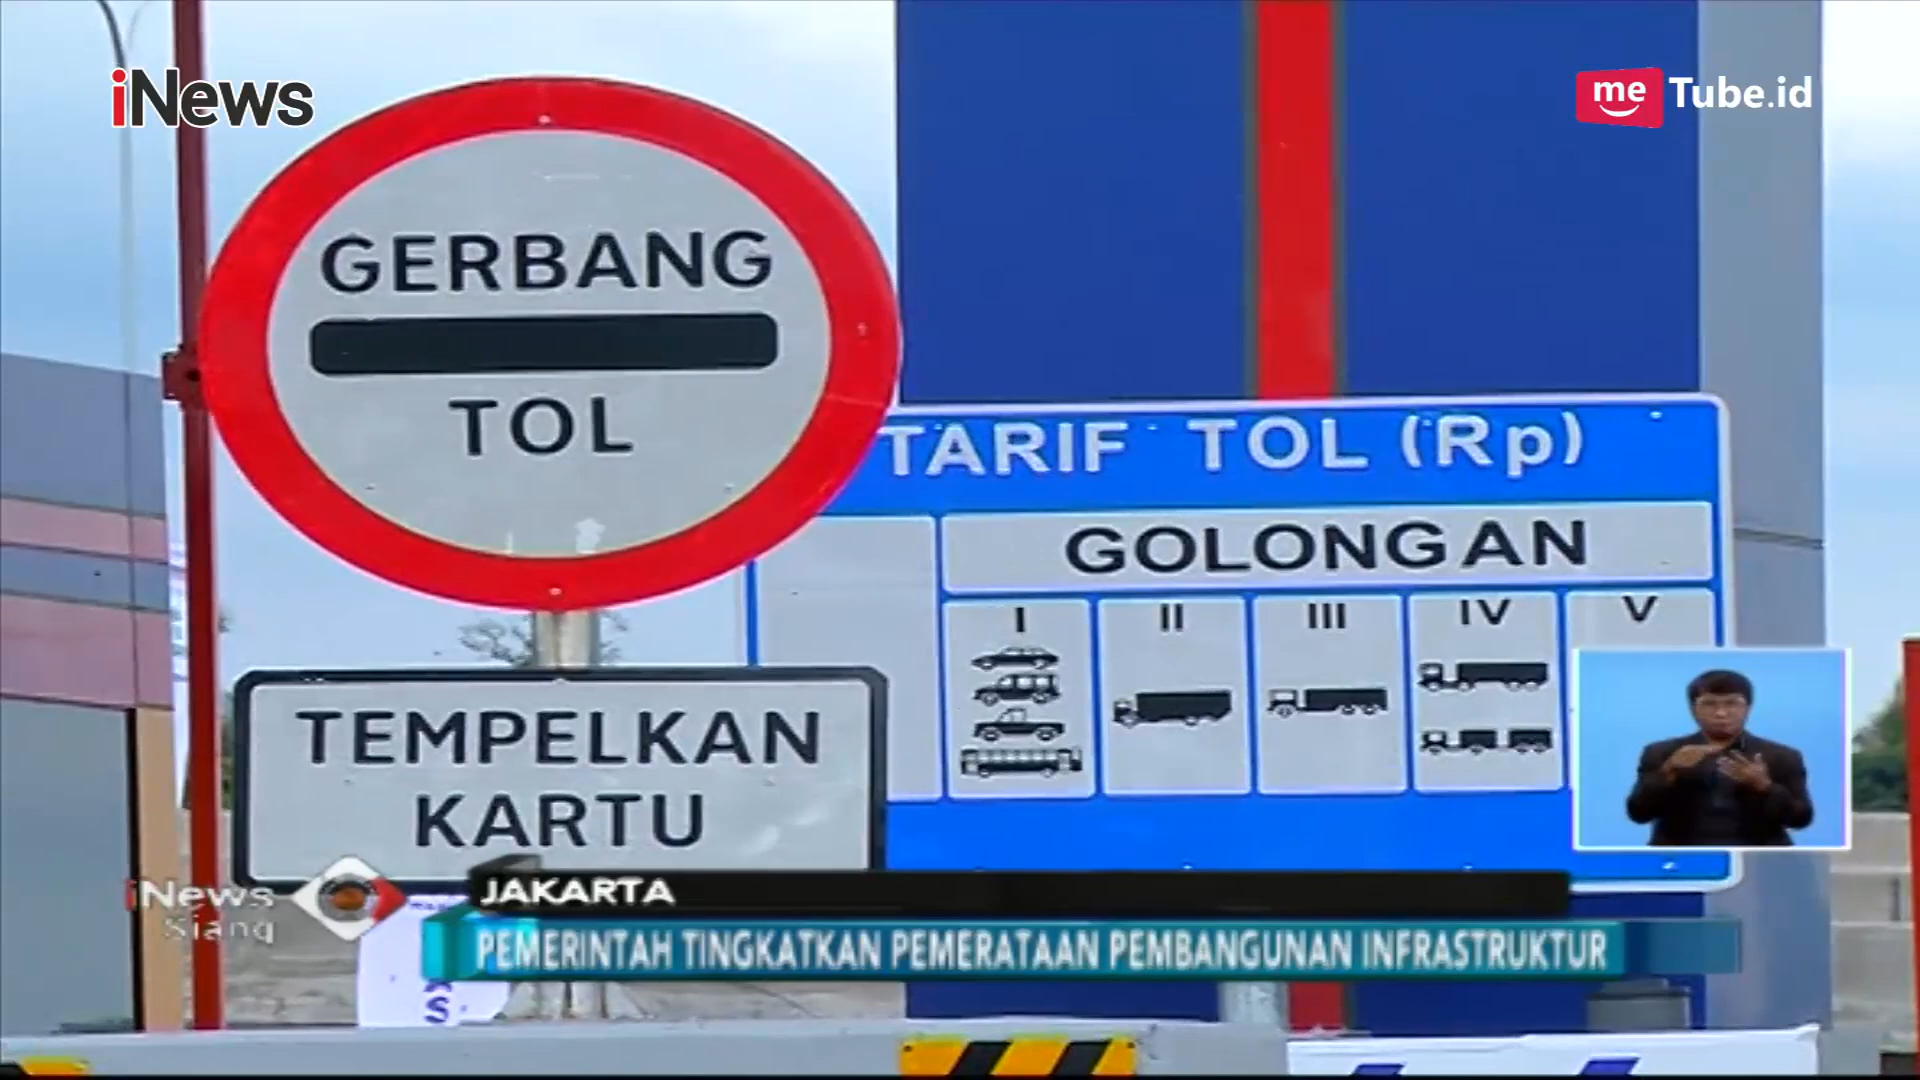 iNews
me Tube.id
GERBANG
TOL
TARIF TOL (Rp)
GOLONGAN
I II III IV V
TEMPELKAN
KARTU
iNews
Siang
JAKARTA
PEMERINTAH TINGKATKAN PEMERATAAN PEMBANGUNAN INFRASTRUKTUR